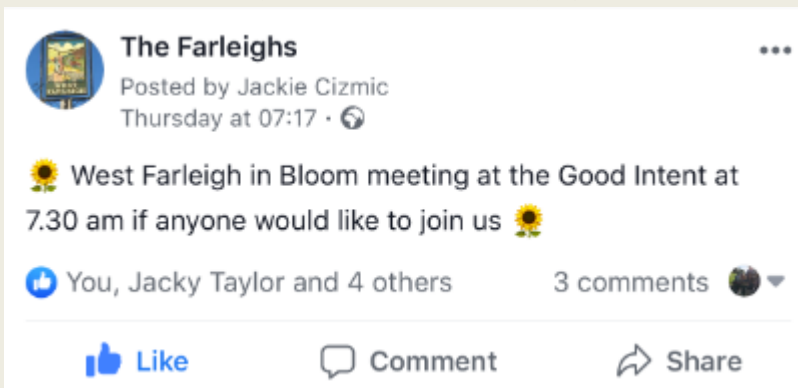 The Farleighs
Posted by Jackie Cizmic
Thursday at 07:17 ·
🌻 West Farleigh in Bloom meeting at the Good Intent at
7.30 am if anyone would like to join us 🌻
You, Jacky Taylor and 4 others
3 comments
Like
Comment
Share